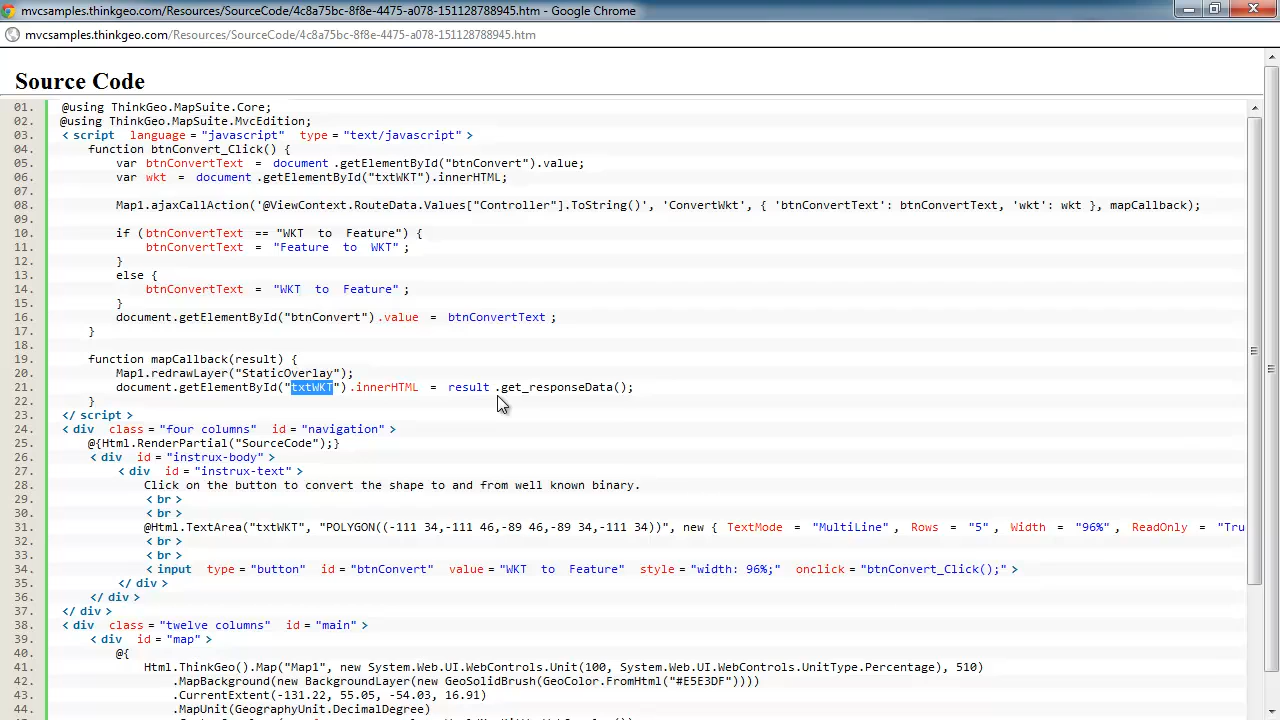 mvcsamples.thinkgeo.com/Resources/SourceCode/4c8a75bc-8f8e-4475-a078-151128788945.htm - Google Chrome
mvcsamples.thinkgeo.com/Resources/SourceCode/4c8a75bc-8f8e-4475-a078-151128788945.htm
Source Code
01. @using ThinkGeo.MapSuite.Core;
02. @using ThinkGeo.MapSuite.MvcEdition;
03. < script language = "javascript" type = "text/javascript" >
04. function btnConvert_Click() {
05. var btnConvertText = document .getElementById("btnConvert").value;
06. var wkt = document .getElementById("txtWKT").innerHTML;
07.
08. Map1.ajaxCallAction('@ViewContext.RouteData.Values["Controller"].ToString()', 'ConvertWkt', { 'btnConvertText': btnConvertText, 'wkt': wkt }, mapCallback);
09.
10. if ( btnConvertText == "WKT to Feature") {
11. btnConvertText = "Feature to WKT" ;
12. }
13. else {
14. btnConvertText = "WKT to Feature" ;
15. }
16. document.getElementById("btnConvert") .value = btnConvertText ;
17. }
18.
19. function mapCallback(result) {
20. Map1.redrawLayer("StaticOverlay");
21. document.getElementById("txtWKT") .innerHTML = result .get_responseData();
22. }
23. </ script >
24. < div class = "four columns" id = "navigation" >
25. @{Html.RenderPartial("SourceCode");}
26. < div id = "instrux-body" >
27. < div id = "instrux-text" >
28. Click on the button to convert the shape to and from well known binary.
29. < br >
30. < br >
31. @Html.TextArea("txtWKT", "POLYGON((-111 34,-111 46,-89 46,-89 34,-111 34))", new { TextMode = "MultiLine" , Rows = "5" , Width = "96%" , ReadOnly = "Tru
32. < br >
33. < br >
34. < input type = "button" id = "btnConvert" value = "WKT to Feature" style = "width: 96%;" onclick = "btnConvert_Click();" >
35. </ div >
36. </ div >
37. </ div >
38. < div class = "twelve columns" id = "main" >
39. < div id = "map" >
40. @{
41. Html.ThinkGeo().Map("Map1", new System.Web.UI.WebControls.Unit(100, System.Web.UI.WebControls.UnitType.Percentage), 510)
42. .MapBackground(new BackgroundLayer(new GeoSolidBrush(GeoColor.FromHtml("#E5E3DF"))))
43. .CurrentExtent(-131.22, 55.05, -54.03, 16.91)
44. .MapUnit(GeographyUnit.DecimalDegree)